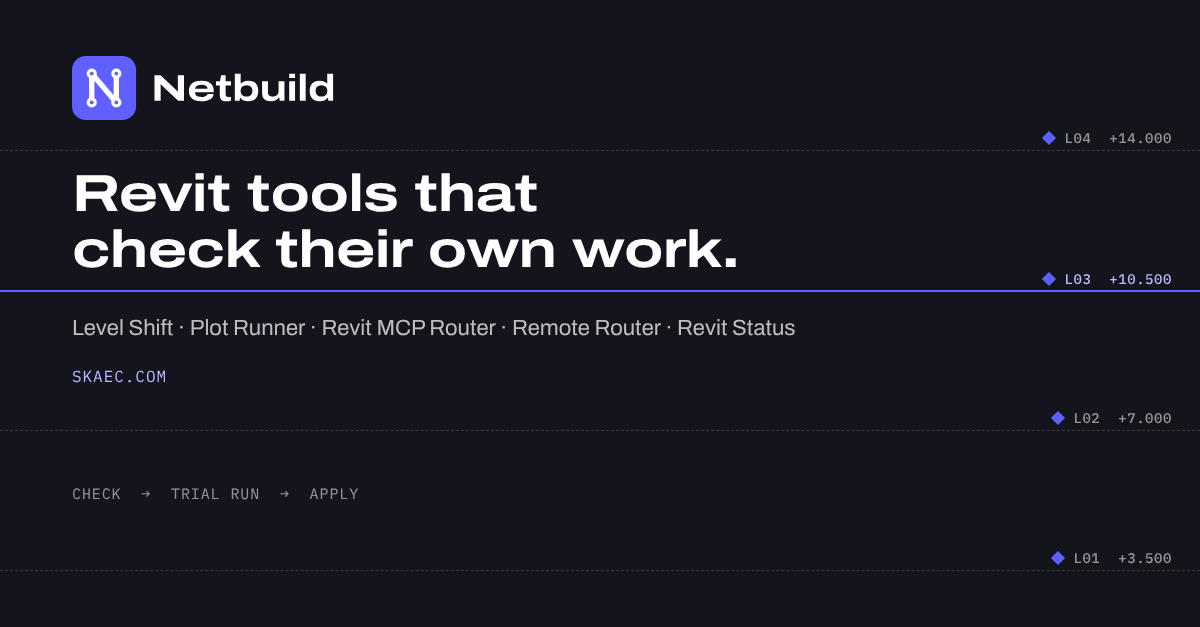 Netbuild
L04 +14.000
Revit tools that
check their own work.
L03 +10.500
Level Shift · Plot Runner · Revit MCP Router · Remote Router · Revit Status
SKAEC.COM
L02 +7.000
CHECK → TRIAL RUN → APPLY
L01 +3.500